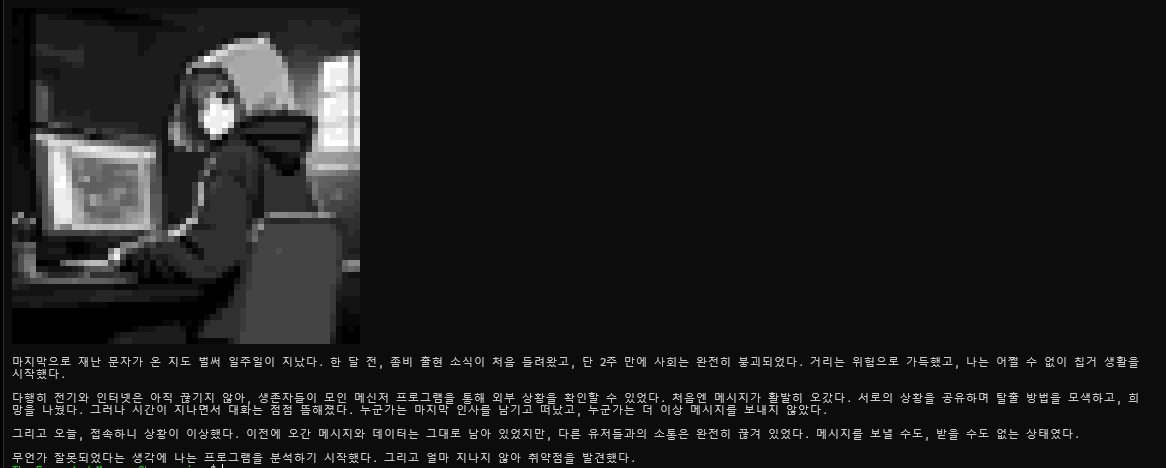 마지막으로 재난 문자가 온 지도 벌써 일주일이 지났다. 한 달 전, 좀비 출현 소식이 처음 들려왔고, 단 2주 만에 사회는 완전히 붕괴되었다. 거리는 위험으로 가득했고, 나는 어쩔 수 없이 칩거 생활을
시작했다.
다행히 전기와 인터넷은 아직 끊기지 않아, 생존자들이 모인 메신저 프로그램을 통해 외부 상황을 확인할 수 있었다. 처음엔 메시지가 활발히 오갔다. 서로의 상황을 공유하며 탈출 방법을 모색하고, 희
망을 나눴다. 그러나 시간이 지나면서 대화는 점점 뜸해졌다. 누군가는 마지막 인사를 남기고 떠났고, 누군가는 더 이상 메시지를 보내지 않았다.
그리고 오늘, 접속하니 상황이 이상했다. 이전에 오간 메시지와 데이터는 그대로 남아 있었지만, 다른 유저들과의 소통은 완전히 끊겨 있었다. 메시지를 보낼 수도, 받을 수도 없는 상태였다.
무언가 잘못되었다는 생각에 나는 프로그램을 분석하기 시작했다. 그리고 얼마 지나지 않아 취약점을 발견했다.